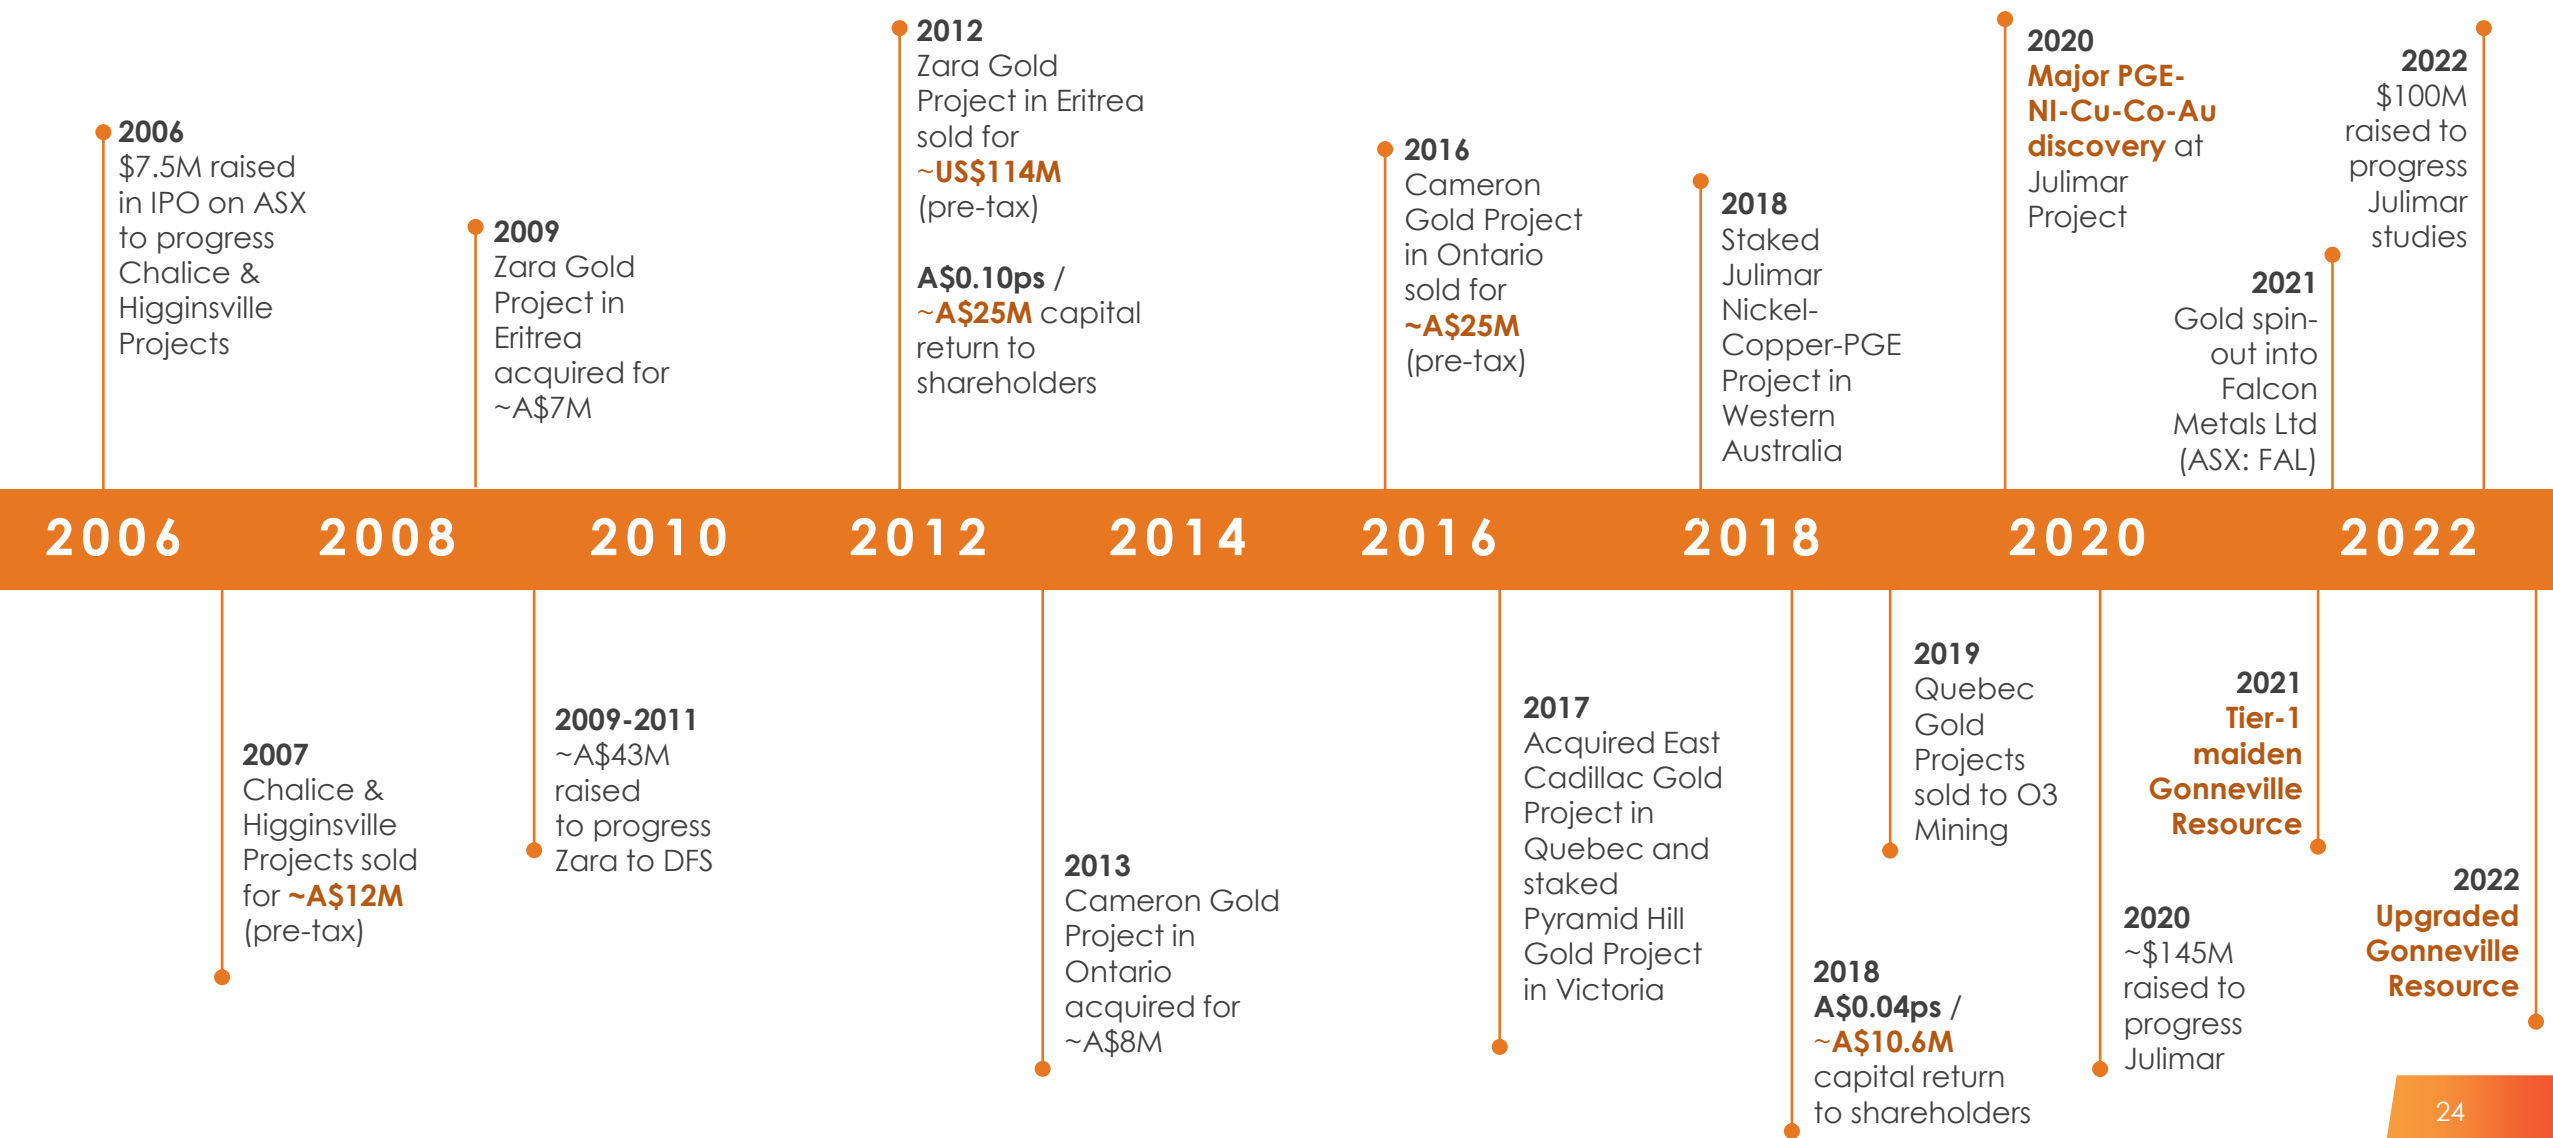 2006
$7.5M raised
in IPO on ASX
to progress
Chalice &
Higginsville
Projects
2009
Zara Gold
Project in
Eritrea
acquired for
~A$7M
2012
Zara Gold
Project in Eritrea
sold for
~US$114M
(pre-tax)
A$0.10ps /
~A$25M capital
return to
shareholders
2016
Cameron
Gold Project
in Ontario
sold for
~A$25M
(pre-tax)
2018
Staked
Julimar
Nickel-
Copper-PGE
Project in
Western
Australia
2020
Major PGE-
NI-Cu-Co-Au
discovery at
Julimar
Project
2021
Gold spin-
out into
Falcon
Metals Ltd
(ASX: FAL)
2022
$100M
raised to
progress
Julimar
studies
2006 2008 2010 2012 2014 2016 2018 2020 2022
2007
Chalice &
Higginsville
Projects sold
for ~A$12M
(pre-tax)
2009-2011
~A$43M
raised
to progress
Zara to DFS
2013
Cameron Gold
Project in
Ontario
acquired for
~A$8M
2017
Acquired East
Cadillac Gold
Project in
Quebec and
staked
Pyramid Hill
Gold Project
in Victoria
2018
A$0.04ps /
~A$10.6M
capital return
to shareholders
2019
Quebec
Gold
Projects
sold to O3
Mining
2020
~$145M
raised to
progress
Julimar
2021
Tier-1
maiden
Gonneville
Resource
2022
Upgraded
Gonneville
Resource
24